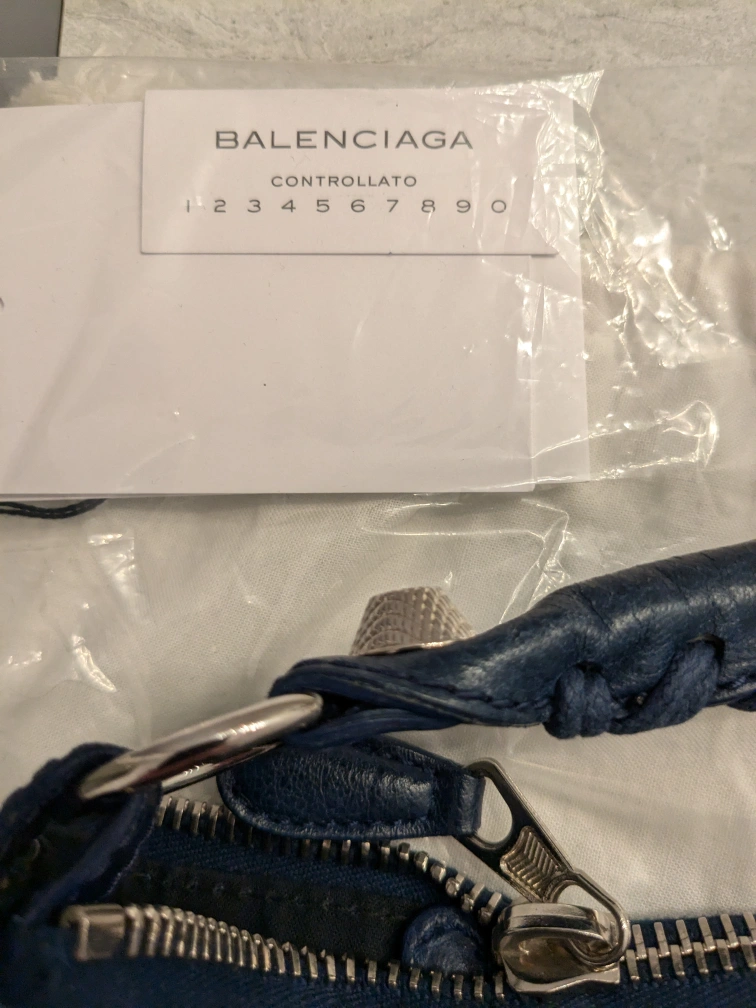 BALENCIAGA
CONTROLLATO
1 2 3 4 5 6 7 8 9 0